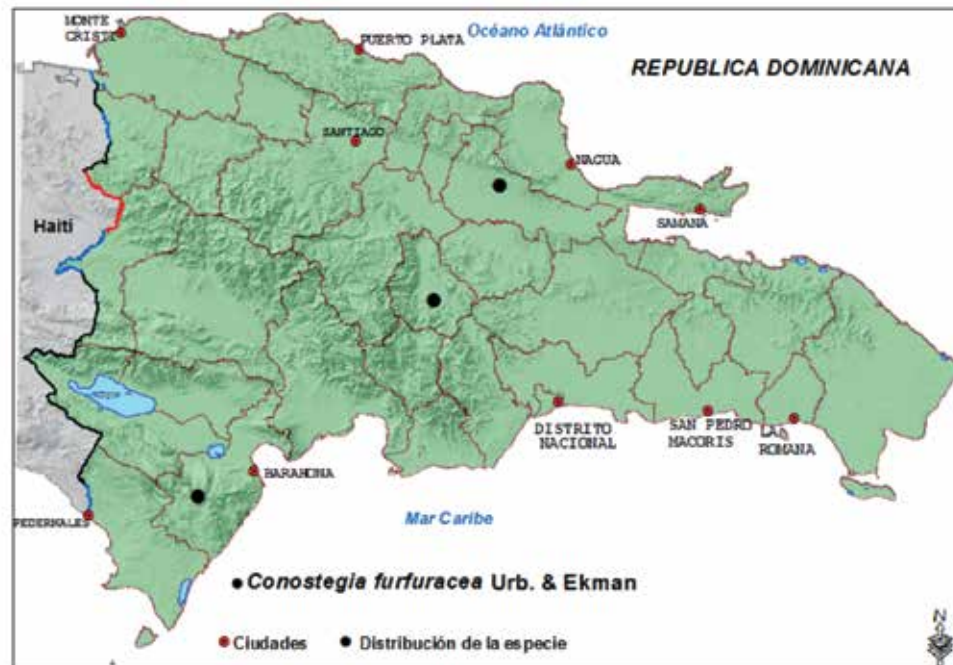 MONTE
CRISTI
PUERTO PLATA
Océano Atlántico
REPUBLICA DOMINICANA
SANTIAGO
NAGUA
SAMANA
Haití
DISTRITO
NACIONAL
SAN PEDRO
MACORIS
LA
ROMANA
BARAHONA
PEDERNALES
Mar Caribe
Conostegia furfuracea Urb. & Ekman
Ciudades
Distribución de la especie
N